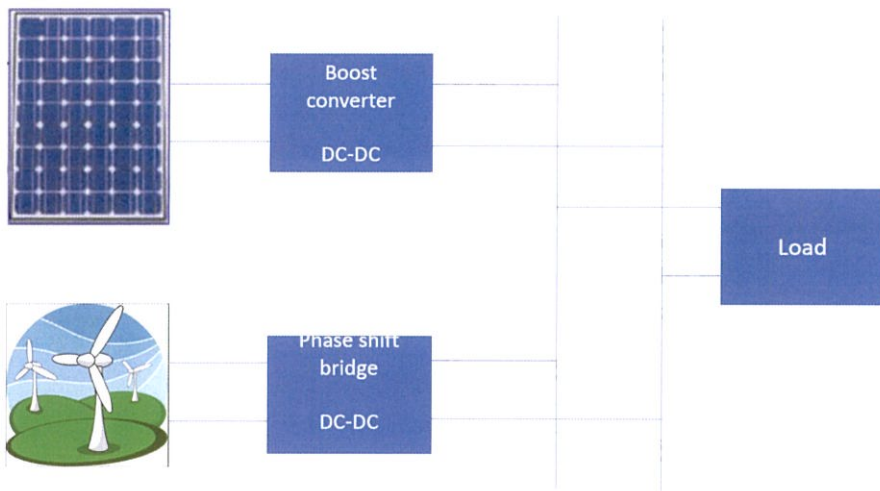 Boost
converter
DC-DC
Load
Phase shift
bridge
DC-DC